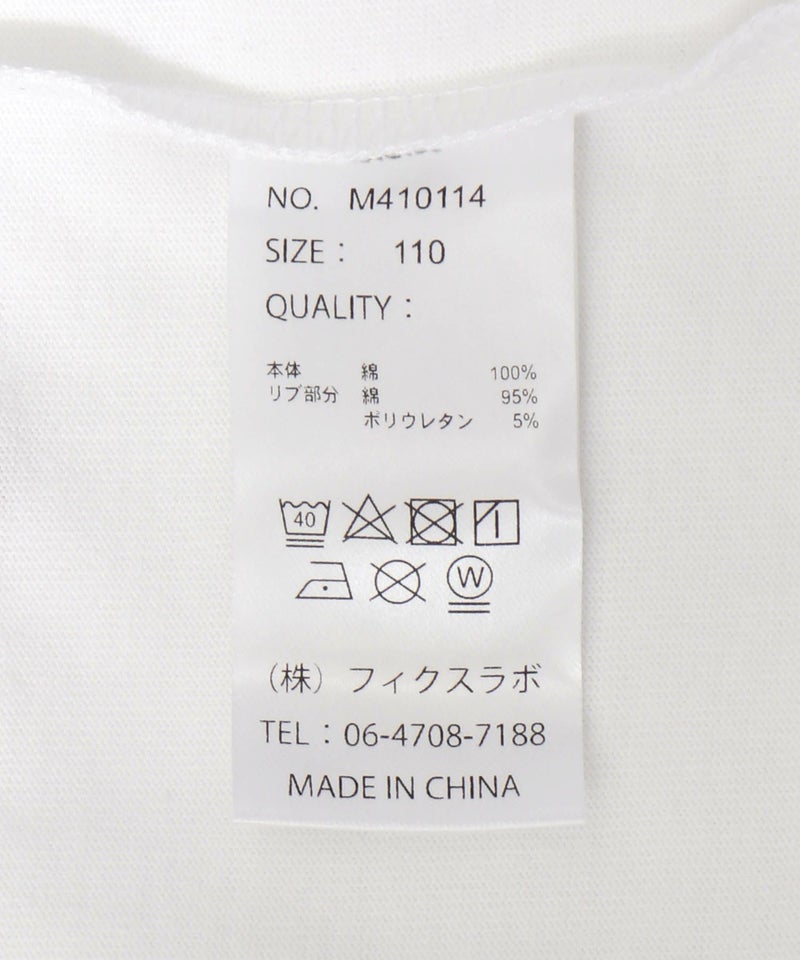 NO. M410114
SIZE： 110
QUALITY：
本体 綿 100%
リブ部分 綿 95%
ポリウレタン 5%
40
W
（株）フィクスラボ
TEL：06-4708-7188
MADE IN CHINA